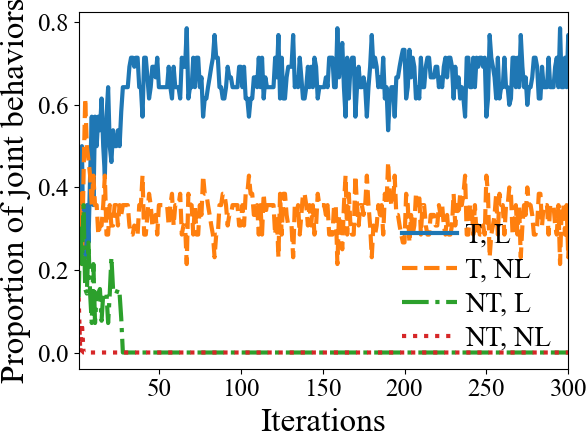 Proportion of joint behaviors
0.8
0.6
0.4
0.2
0.0
T, L
T, NL
NT, L
NT, NL
50 100 150 200 250 300
Iterations